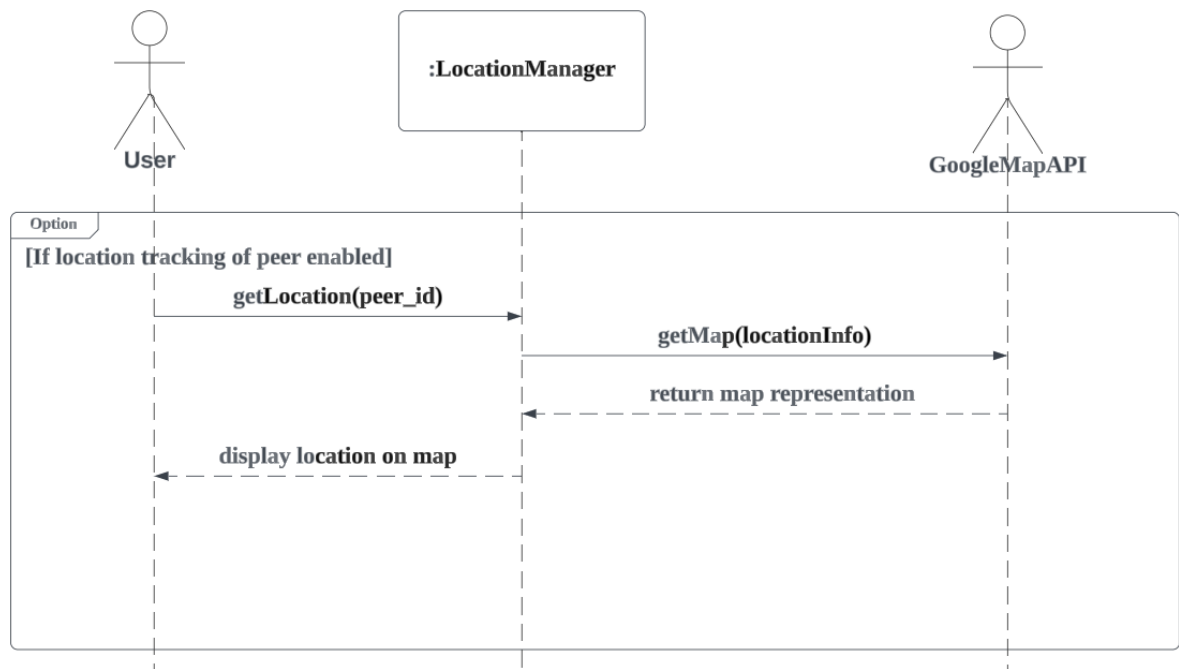 :LocationManager
User
GoogleMapAPI
Option
[If location tracking of peer enabled]
getLocation(peer_id)
getMap(locationInfo)
return map representation
display location on map